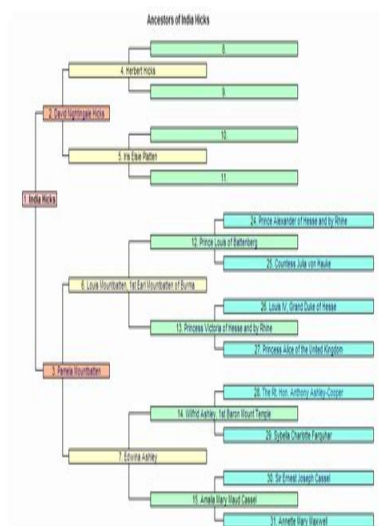 Ancestors of India Hicks
8.
4. Herbert Hicks
9.
2. David Nightingale Hicks
10.
5. Iris Elsie Platten
11.
1. India Hicks
24. Prince Alexander of Hesse and by Rhine
12. Prince Louis of Battenberg
25. Countess Julia von Hauke
6. Louis Mountbatten, 1st Earl Mountbatten of Burma
26. Louis IV, Grand Duke of Hesse
13. Princess Victoria of Hesse and by Rhine
27. Princess Alice of the United Kingdom
3. Pamela Mountbatten
28. The Rt. Hon. Anthony Ashley-Cooper
14. Wilfrid Ashley, 1st Baron Mount Temple
29. Sybella Charlotte Farquhar
7. Edwina Ashley
30. Sir Ernest Joseph Cassel
15. Amalia Mary Maud Cassel
31. Annette Mary Maxwell